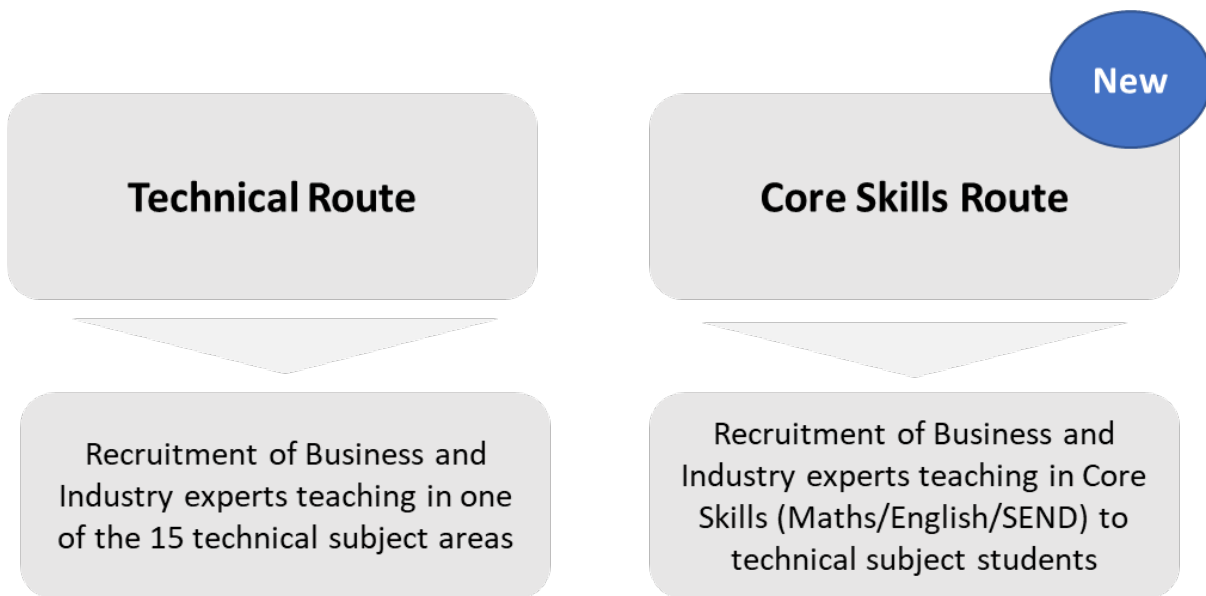 New
Technical Route
Core Skills Route
Recruitment of Business and
Industry experts teaching in one
of the 15 technical subject areas
Recruitment of Business and
Industry experts teaching in Core
Skills (Maths/English/SEND) to
technical subject students